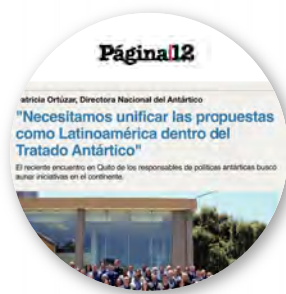 Página12
atricia Ortúzar, Directora Nacional del Antártico
"Necesitamos unificar las propuestas
como Latinoamérica dentro del
Tratado Antártico"
El reciente encuentro en Quito de los responsables de políticas antárticas buscó
aunar iniciativas en el continente.